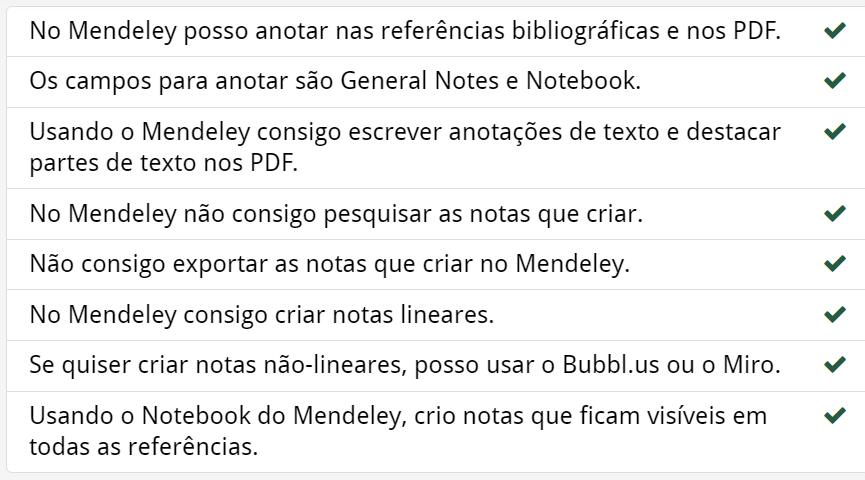 No Mendeley posso anotar nas referências bibliográficas e nos PDF.
Os campos para anotar são General Notes e Notebook.
Usando o Mendeley consigo escrever anotações de texto e destacar
partes de texto nos PDF.
No Mendeley não consigo pesquisar as notas que criar.
Não consigo exportar as notas que criar no Mendeley.
No Mendeley consigo criar notas lineares.
Se quiser criar notas não-lineares, posso usar o Bubbl.us ou o Miro.
Usando o Notebook do Mendeley, crio notas que ficam visíveis em
todas as referências.